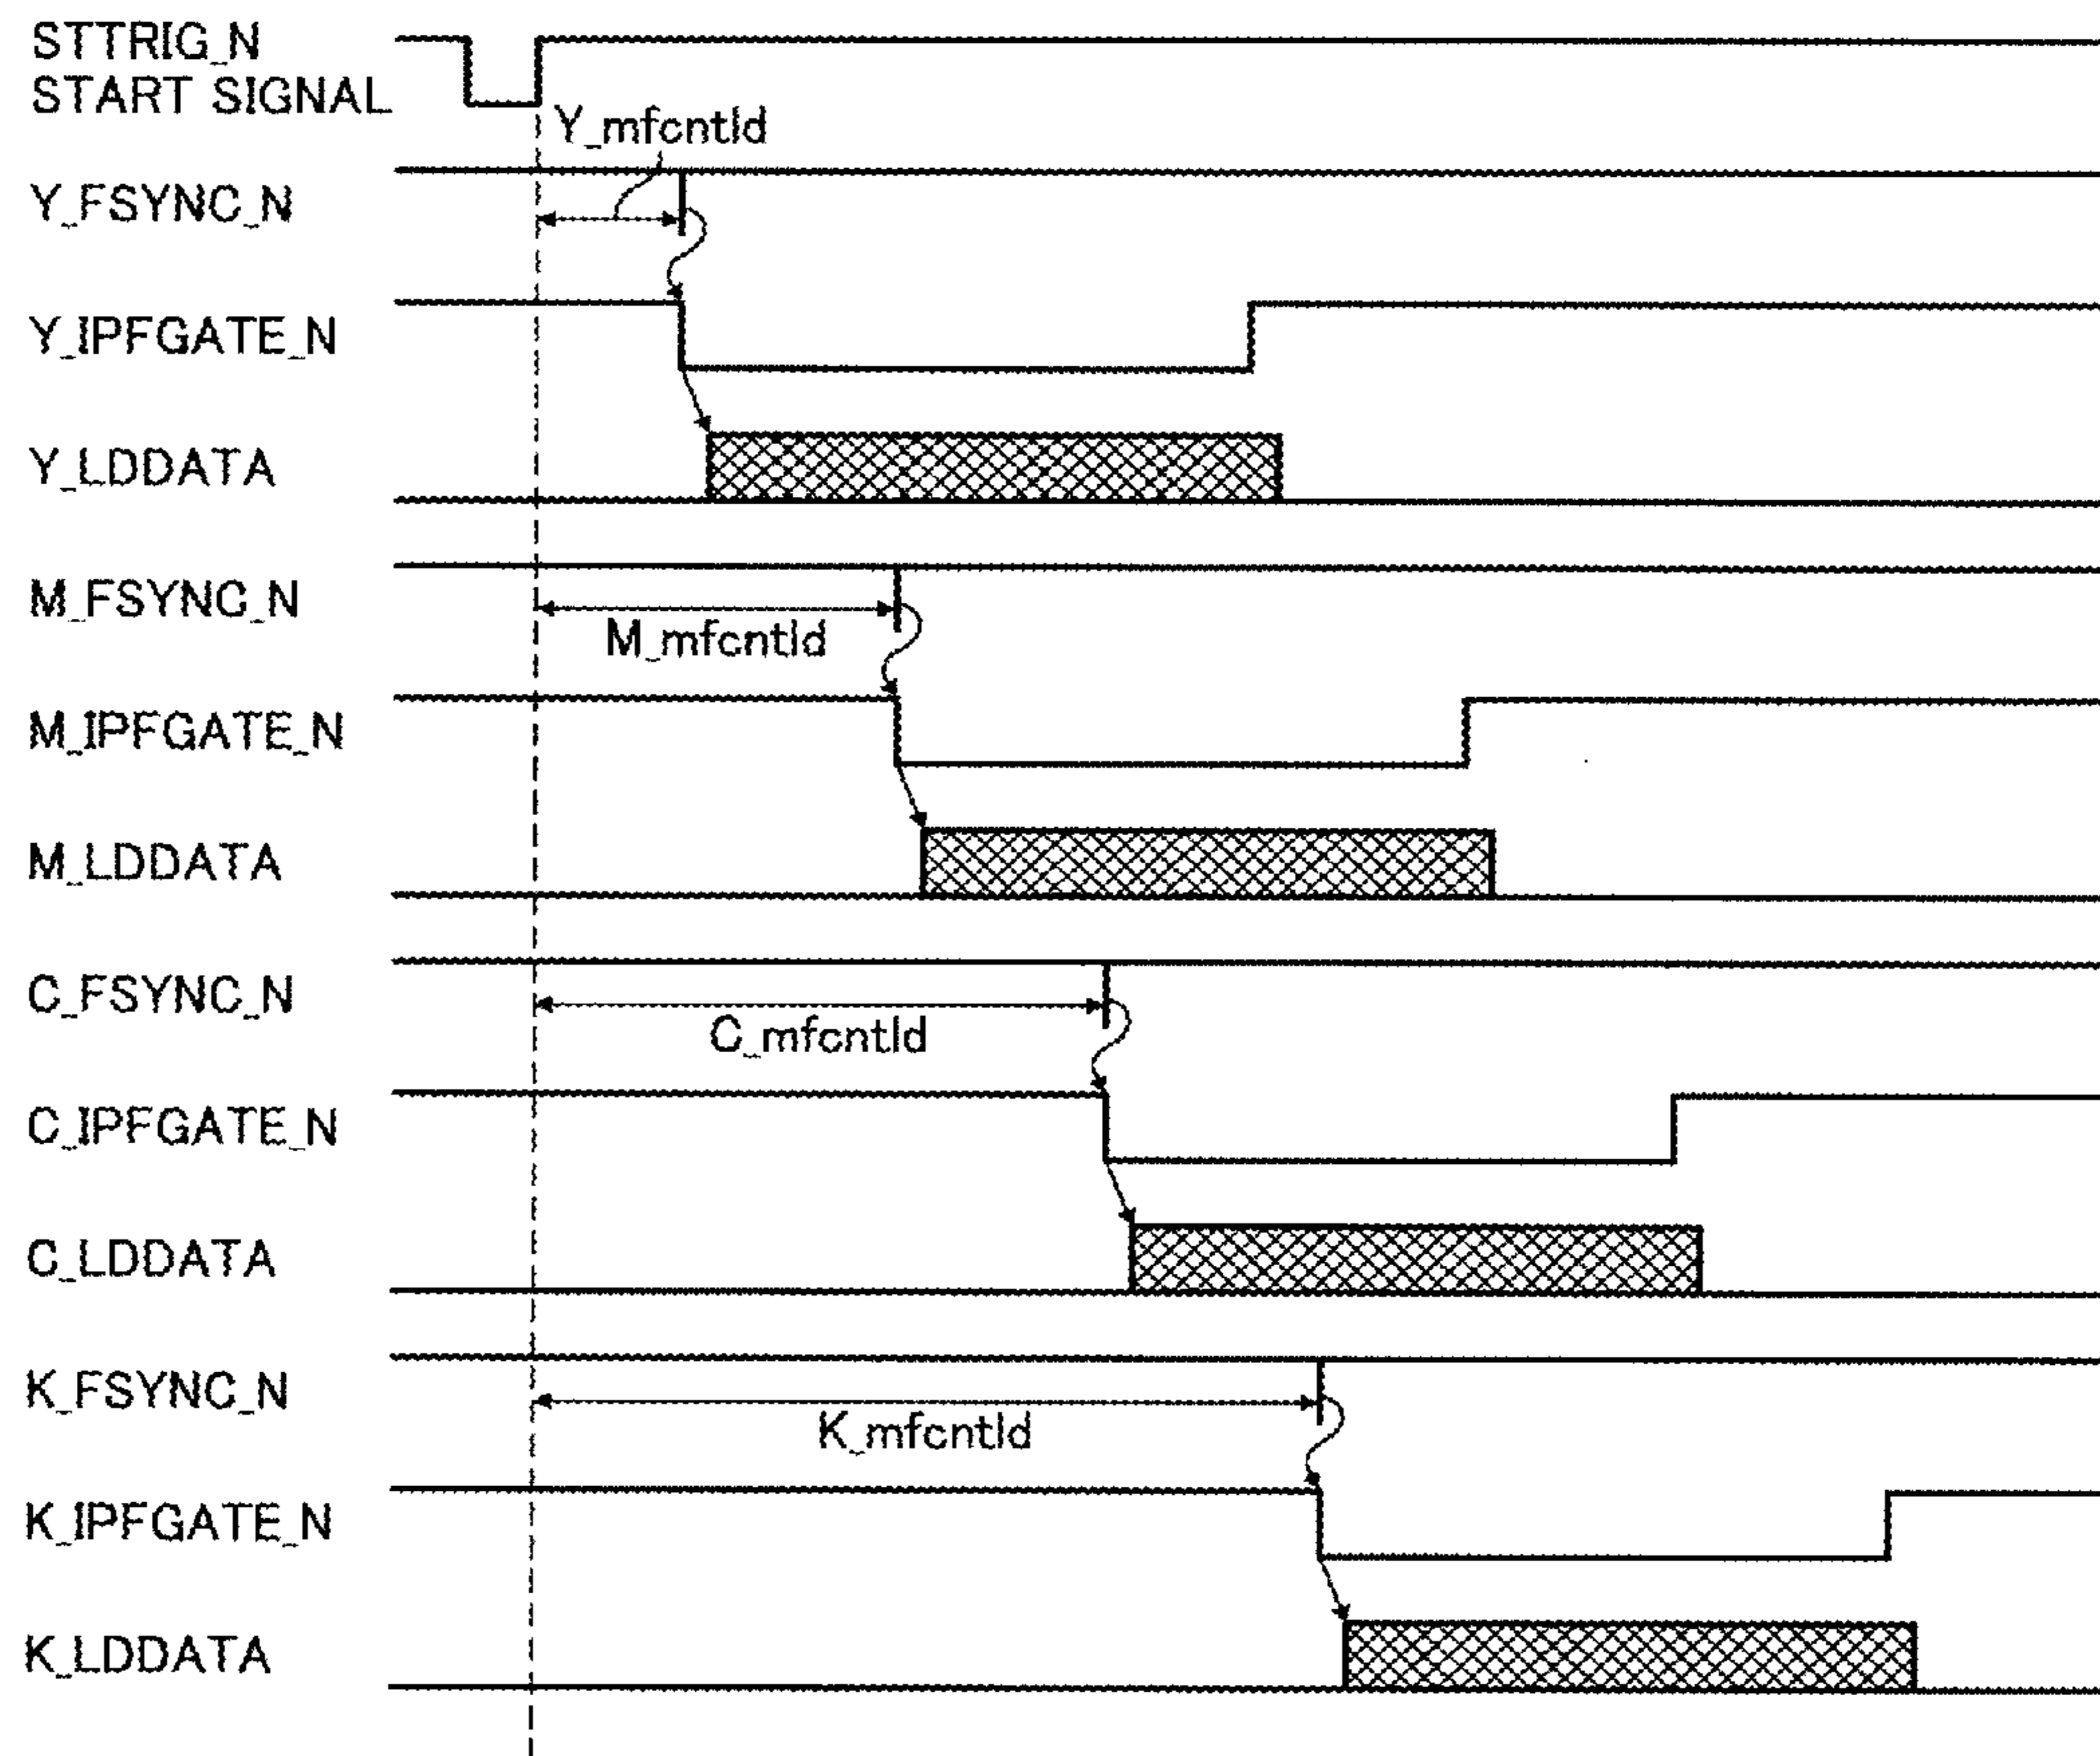 STTRIG_N
START SIGNAL
Y_mfcntld
Y_FSYNC_N
Y_IPFGATE_N
Y_LDDATA
M_FSYNC_N
M_mfcntld
M_IPFGATE_N
M_LDDATA
C_FSYNC_N
C_mfcntld
C_IPFGATE_N
C_LDDATA
K_FSYNC_N
K_mfcntld
K_IPFGATE_N
K_LDDATA